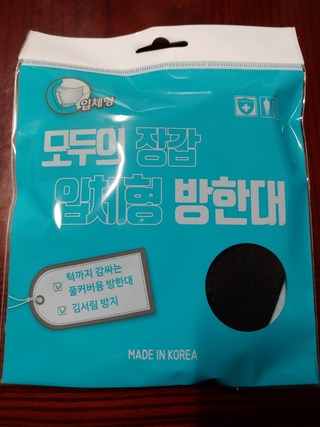 입체형
모두의 장갑
입체형 방한대
턱까지 감싸는
풀커버용 방한대
김서림 방지
MADE IN KOREA